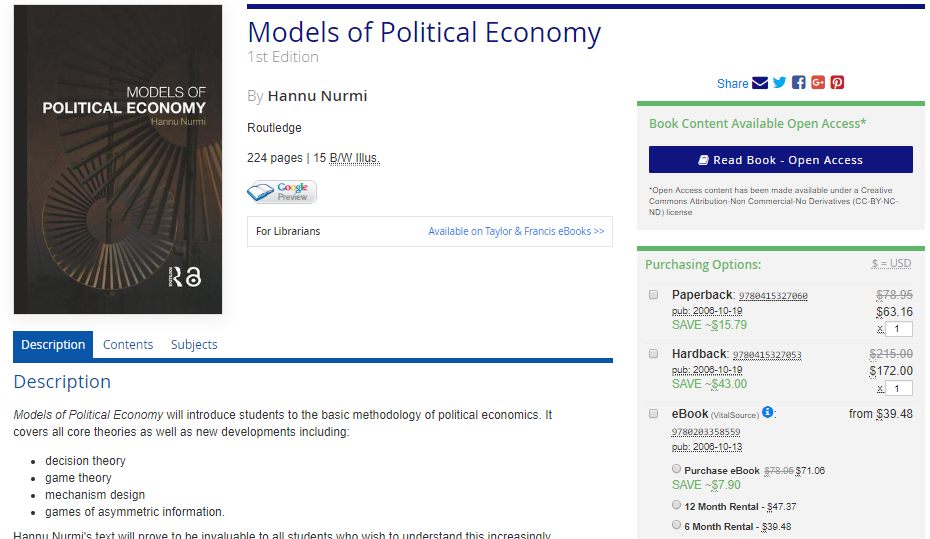 MODELS OF
POLITICAL ECONOMY
Hannu Nurmi
ROUTLEDGE
Models of Political Economy
1st Edition
By Hannu Nurmi
Routledge
224 pages | 15 B/W Illus.
Google
Preview
For Librarians Available on Taylor & Francis eBooks >>
Share
Book Content Available Open Access*
Read Book - Open Access
*Open Access content has been made available under a Creative
Commons Attribution-Non Commercial-No Derivatives (CC-BY-NC-
ND) license
Purchasing Options: $ = USD
Paperback: 9780415327060 $78.95
pub: 2006-10-19 $63.16
SAVE ~$15.79 x 1
Hardback: 9780415327053 $215.00
pub: 2006-10-19 $172.00
SAVE ~$43.00 x 1
eBook (VitalSource) : from $39.48
9780203358559
pub: 2006-10-13
Purchase eBook $78.95 $71.06
SAVE ~$7.90
12 Month Rental - $47.37
6 Month Rental - $39.48
Description Contents Subjects
Description
Models of Political Economy will introduce students to the basic methodology of political economics. It
covers all core theories as well as new developments including:
decision theory
game theory
mechanism design
games of asymmetric information.
Hannu Nurmi's text will prove to be invaluable to all students who wish to understand this increasingly